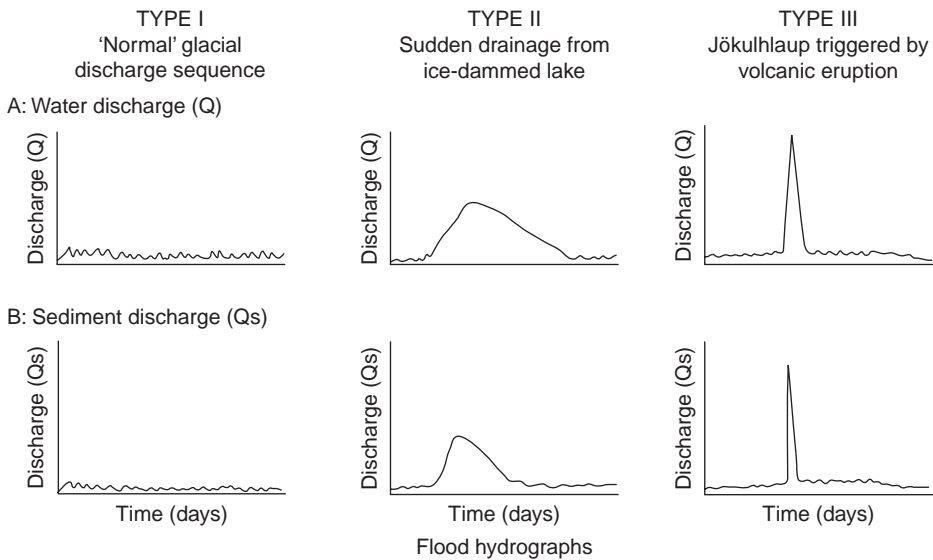 TYPE I
‘Normal’ glacial
discharge sequence
TYPE II
Sudden drainage from
ice-dammed lake
TYPE III
Jökulhlaup triggered by
volcanic eruption
A: Water discharge (Q)
Discharge (Q)
Discharge (Q)
Discharge (Q)
B: Sediment discharge (Qs)
Discharge (Qs)
Discharge (Qs)
Discharge (Qs)
Time (days)
Time (days)
Time (days)
Flood hydrographs